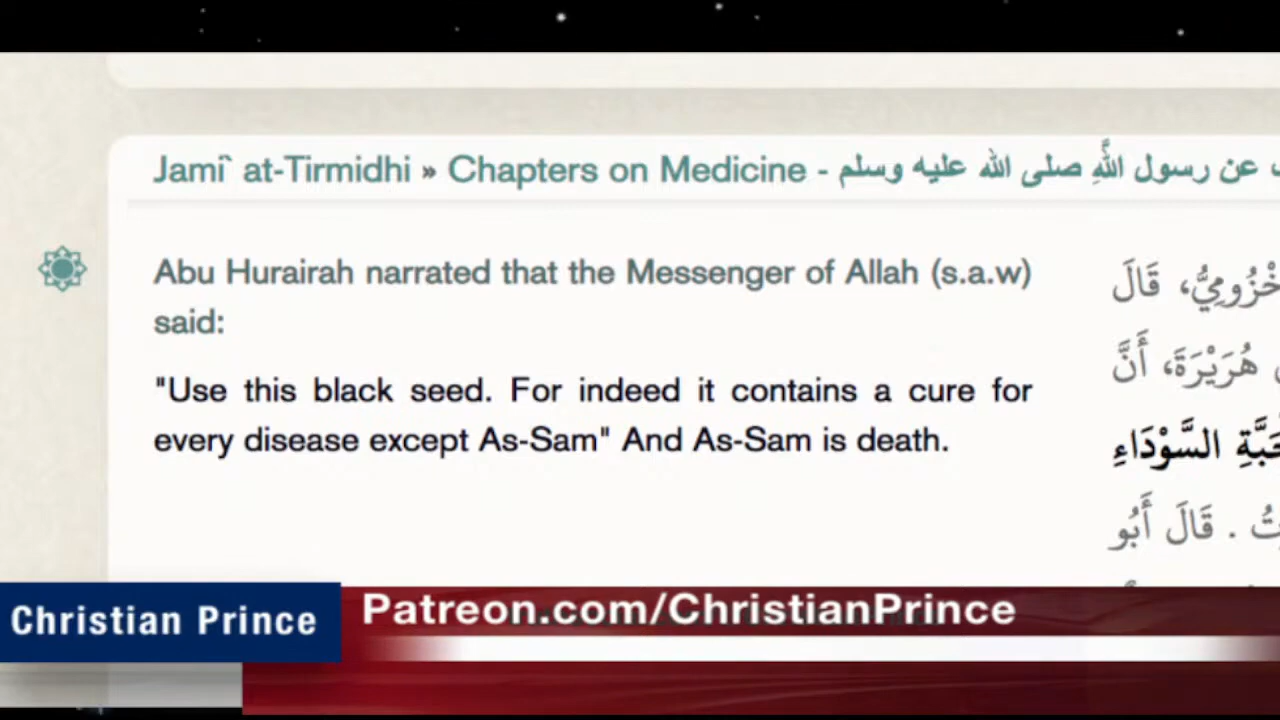 Jami` at-Tirmidhi » Chapters on Medicine - عن رسول اللَّهِ صلى الله عليه وسلم
Abu Hurairah narrated that the Messenger of Allah (s.a.w)
said:
"Use this black seed. For indeed it contains a cure for
every disease except As-Sam" And As-Sam is death.
قَالَ
هُرَيْرَةَ، أَنَّ
السَّوْدَاءِ
. قَالَ أَبُو
Christian Prince
Patreon.com/ChristianPrince